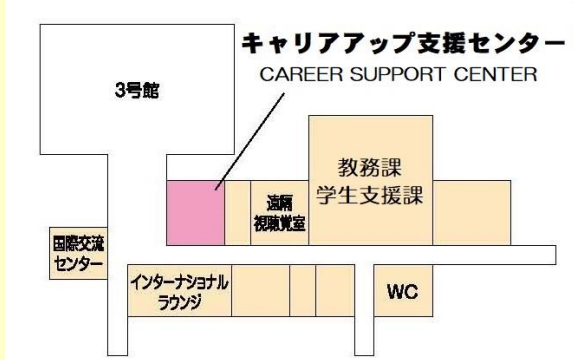 キャリアアップ支援センター
CAREER SUPPORT CENTER
3号館
教務課
学生支援課
遠隔
視聴覚室
国際交流
センター
インターナショナル
ラウンジ
WC